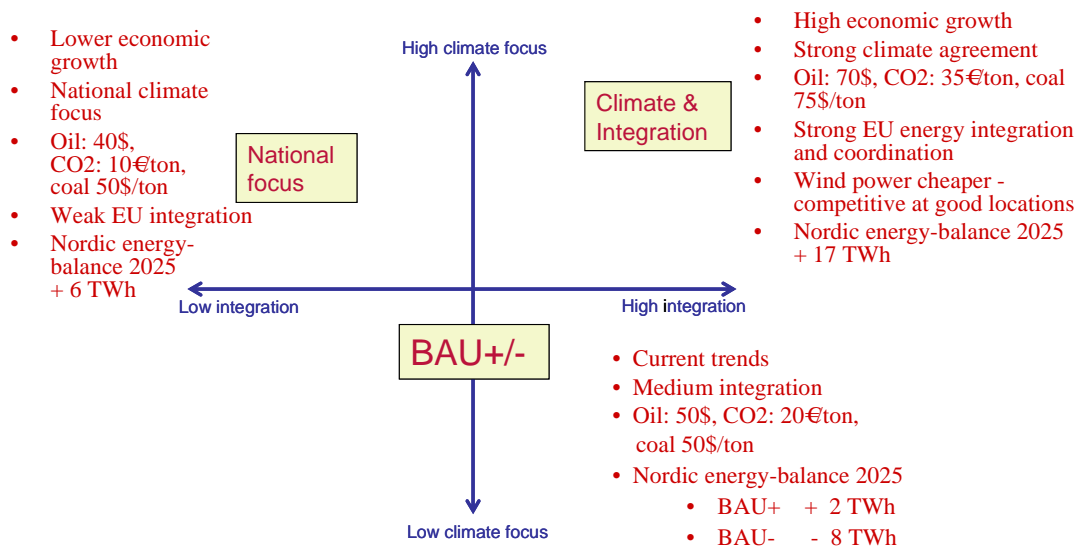 • Lower economic
growth
• National climate
focus
• Oil: 40$,
CO2: 10€/ton,
coal 50$/ton
• Weak EU integration
• Nordic energy-
balance 2025
+ 6 TWh
National
focus
High climate focus
Climate &
Integration
• High economic growth
• Strong climate agreement
• Oil: 70$, CO2: 35€/ton, coal
75$/ton
• Strong EU energy integration
and coordination
• Wind power cheaper -
competitive at good locations
• Nordic energy-balance 2025
+ 17 TWh
Low integration
High integration
BAU+/-
• Current trends
• Medium integration
• Oil: 50$, CO2: 20€/ton,
coal 50$/ton
• Nordic energy-balance 2025
• BAU+ + 2 TWh
• BAU- - 8 TWh
Low climate focus